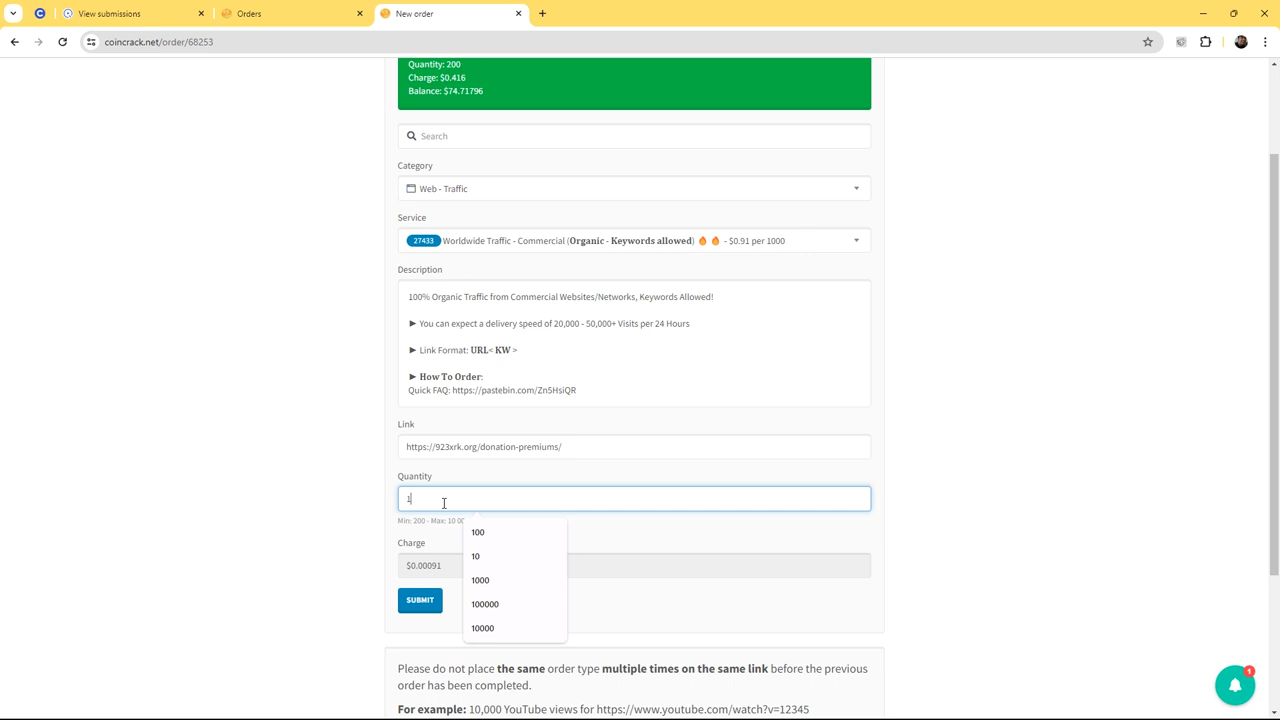 View submissions
Orders
New order
coincrack.net/order/68253
Quantity: 200
Charge: $0.416
Balance: $74.71796
Search
Category
Web - Traffic
Service
27433 Worldwide Traffic - Commercial (Organic - Keywords allowed) 🔥 🔥 - $0.91 per 1000
Description
100% Organic Traffic from Commercial Websites/Networks, Keywords Allowed!
► You can expect a delivery speed of 20,000 - 50,000+ Visits per 24 Hours
► Link Format: URL< KW >
► How To Order:
Quick FAQ: https://pastebin.com/Zn5HsiQR
Link
https://923xrk.org/donation-premiums/
Quantity
1
Min: 200 - Max: 10 00
100
10
1000
100000
10000
Charge
$0.00091
SUBMIT
Please do not place the same order type multiple times on the same link before the previous
order has been completed.
For example: 10,000 YouTube views for https://www.youtube.com/watch?v=12345
1